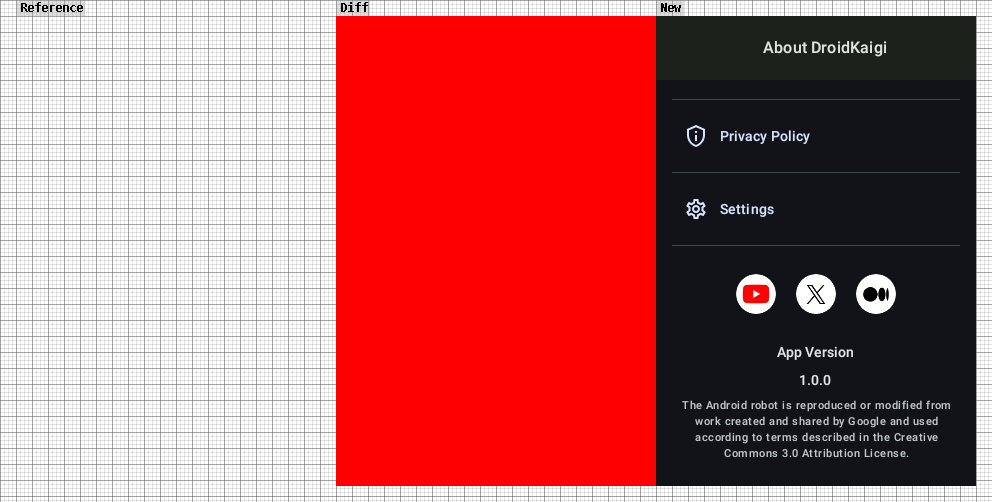 Reference
Diff
New
About DroidKaigi
Privacy Policy
Settings
App Version
1.0.0
The Android robot is reproduced or modified from
work created and shared by Google and used
according to terms described in the Creative
Commons 3.0 Attribution License.